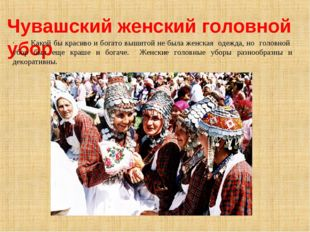 Чувашский женский головной
убор
Какой бы красиво и богато вышитой не была женская одежда, но головной
был еще краше и богаче. Женские головные уборы разнообразны и
декоративны.